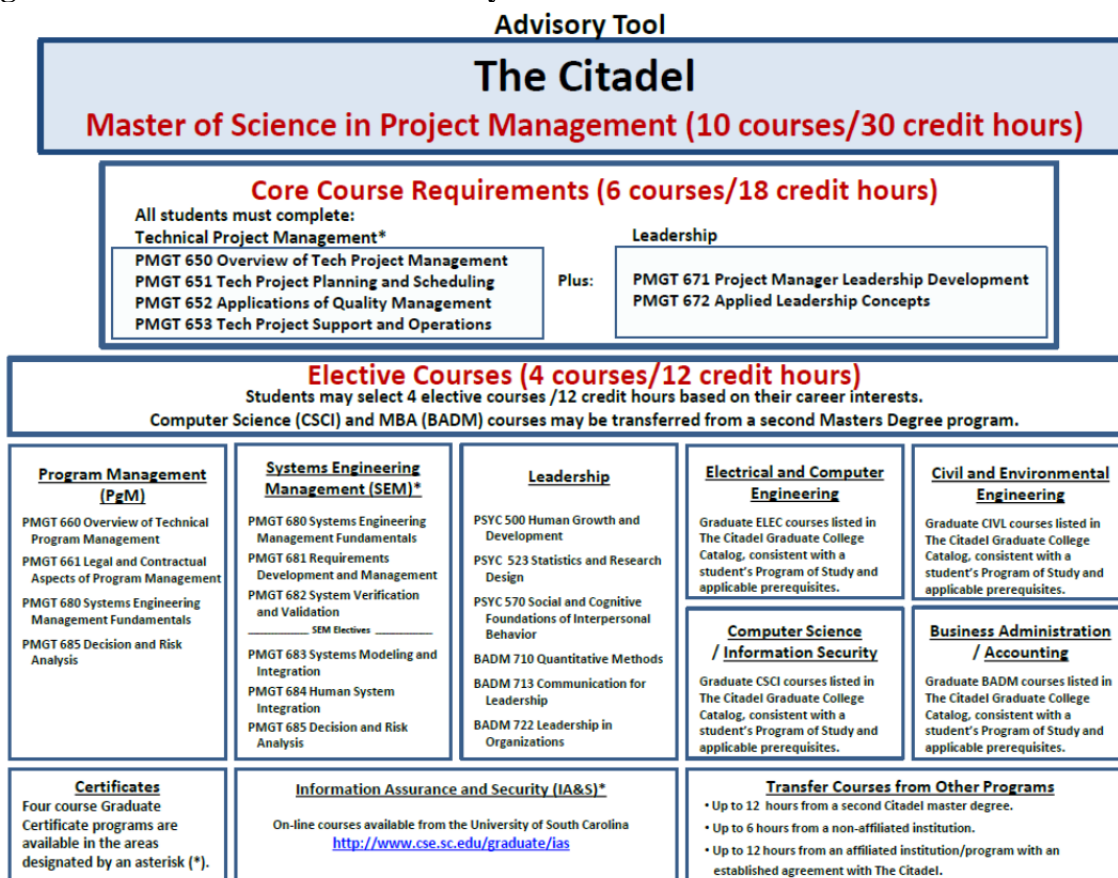 Advisory Tool
The Citadel
Master of Science in Project Management (10 courses/30 credit hours)
Core Course Requirements (6 courses/18 credit hours)
All students must complete:
Technical Project Management*
PMGT 650 Overview of Tech Project Management
PMGT 651 Tech Project Planning and Scheduling
PMGT 652 Applications of Quality Management
PMGT 653 Tech Project Support and Operations
Plus:
Leadership
PMGT 671 Project Manager Leadership Development
PMGT 672 Applied Leadership Concepts
Elective Courses (4 courses/12 credit hours)
Students may select 4 elective courses /12 credit hours based on their career interests.
Computer Science (CSCI) and MBA (BADM) courses may be transferred from a second Masters Degree program.
Program Management
(PgM)
PMGT 660 Overview of Technical
Program Management
PMGT 661 Legal and Contractual
Aspects of Program Management
PMGT 680 Systems Engineering
Management Fundamentals
PMGT 685 Decision and Risk
Analysis
Systems Engineering
Management (SEM)*
PMGT 680 Systems Engineering
Management Fundamentals
PMGT 681 Requirements
Development and Management
PMGT 682 System Verification
and Validation
SEM Electives
PMGT 683 Systems Modeling and
Integration
PMGT 684 Human System
Integration
PMGT 685 Decision and Risk
Analysis
Leadership
PSYC 500 Human Growth and
Development
PSYC 523 Statistics and Research
Design
PSYC 570 Social and Cognitive
Foundations of Interpersonal
Behavior
BADM 710 Quantitative Methods
BADM 713 Communication for
Leadership
BADM 722 Leadership in
Organizations
Electrical and Computer
Engineering
Graduate ELEC courses listed in
The Citadel Graduate College
Catalog, consistent with a
student's Program of Study and
applicable prerequisites.
Civil and Environmental
Engineering
Graduate CIVL courses listed in
The Citadel Graduate College
Catalog, consistent with a
student's Program of Study and
applicable prerequisites.
Computer Science
/ Information Security
Graduate CSCI courses listed in
The Citadel Graduate College
Catalog, consistent with a
student's Program of Study and
applicable prerequisites.
Business Administration
/ Accounting
Graduate BADM courses listed in
The Citadel Graduate College
Catalog, consistent with a
student's Program of Study and
applicable prerequisites.
Certificates
Four course Graduate
Certificate programs are
available in the areas
designated by an asterisk (*).
Information Assurance and Security (IA&S)*
On-line courses available from the University of South Carolina
http://www.cse.sc.edu/graduate/ias
Transfer Courses from Other Programs
• Up to 12 hours from a second Citadel master degree.
• Up to 6 hours from a non-affiliated institution.
• Up to 12 hours from an affiliated institution/program with an
established agreement with The Citadel.